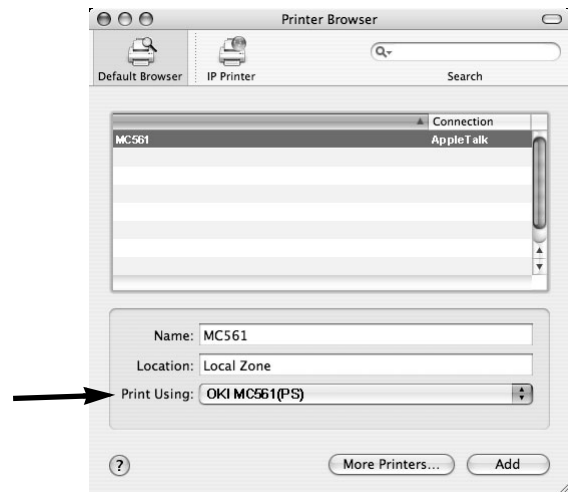 Printer Browser
Default Browser IP Printer Search
Connection
MC561 AppleTalk
Name: MC561
Location: Local Zone
Print Using: OKI MC561(PS)
? More Printers... Add